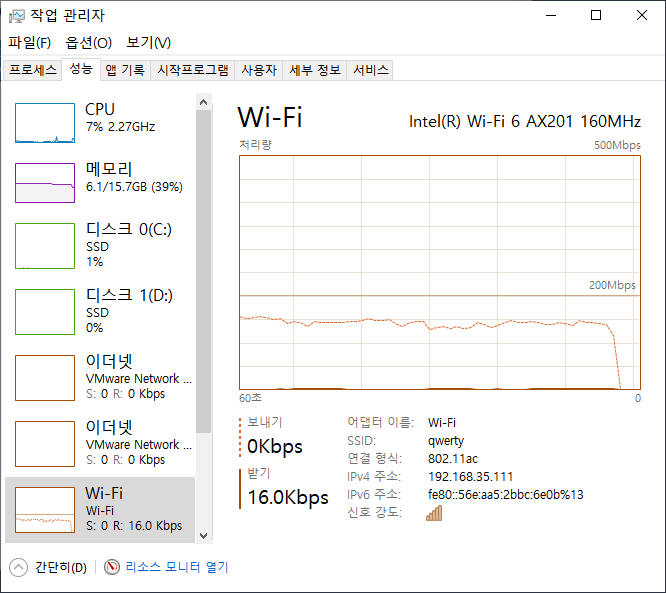 작업 관리자
파일(F) 옵션(O) 보기(V)
프로세스 성능 앱 기록 시작프로그램 사용자 세부 정보 서비스
CPU
7% 2.27GHz
메모리
6.1/15.7GB (39%)
디스크 0(C:)
SSD
1%
디스크 1(D:)
SSD
0%
이더넷
VMware Network ...
S: 0 R: 0 Kbps
이더넷
VMware Network ...
S: 0 R: 0 Kbps
Wi-Fi
Wi-Fi
S: 0 R: 16.0 Kbps
Wi-Fi Intel(R) Wi-Fi 6 AX201 160MHz
처리량 500Mbps
200Mbps
60초 0
보내기
0Kbps
받기
16.0Kbps
어댑터 이름: Wi-Fi
SSID: qwerty
연결 형식: 802.11ac
IPv4 주소: 192.168.35.111
IPv6 주소: fe80::56e:aa5:2bbc:6e0b%13
신호 강도:
간단히(D) 리소스 모니터 열기